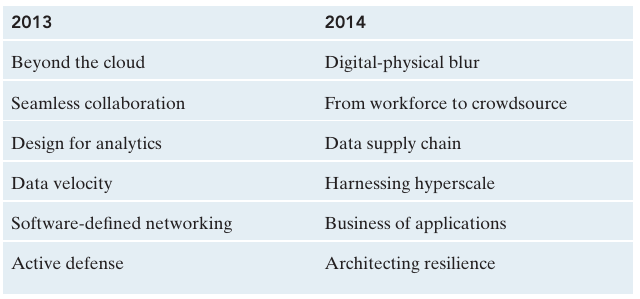 2013 2014
Beyond the cloud Digital-physical blur
Seamless collaboration From workforce to crowdsource
Design for analytics Data supply chain
Data velocity Harnessing hyperscale
Software-defined networking Business of applications
Active defense Architecting resilience